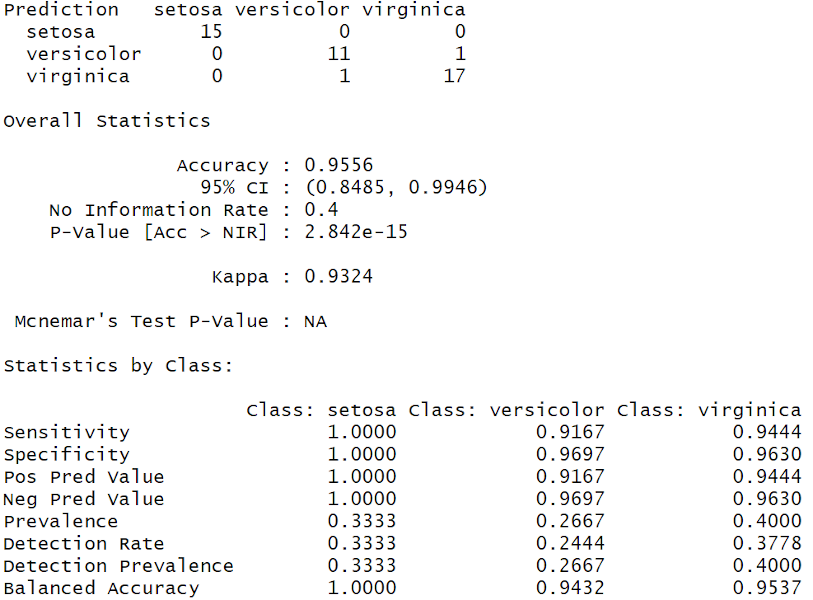 Prediction   setosa versicolor virginica
  setosa         15          0         0
  versicolor      0         11         1
  virginica       0          1        17
Overall Statistics
               Accuracy : 0.9556
                 95% CI : (0.8485, 0.9946)
    No Information Rate : 0.4
    P-Value [Acc > NIR] : 2.842e-15
                  Kappa : 0.9324
 Mcnemar's Test P-Value : NA
Statistics by Class:
                     Class: setosa Class: versicolor Class: virginica
Sensitivity                 1.0000            0.9167           0.9444
Specificity                 1.0000            0.9697           0.9630
Pos Pred Value              1.0000            0.9167           0.9444
Neg Pred Value              1.0000            0.9697           0.9630
Prevalence                  0.3333            0.2667           0.4000
Detection Rate              0.3333            0.2444           0.3778
Detection Prevalence        0.3333            0.2667           0.4000
Balanced Accuracy           1.0000            0.9432           0.9537